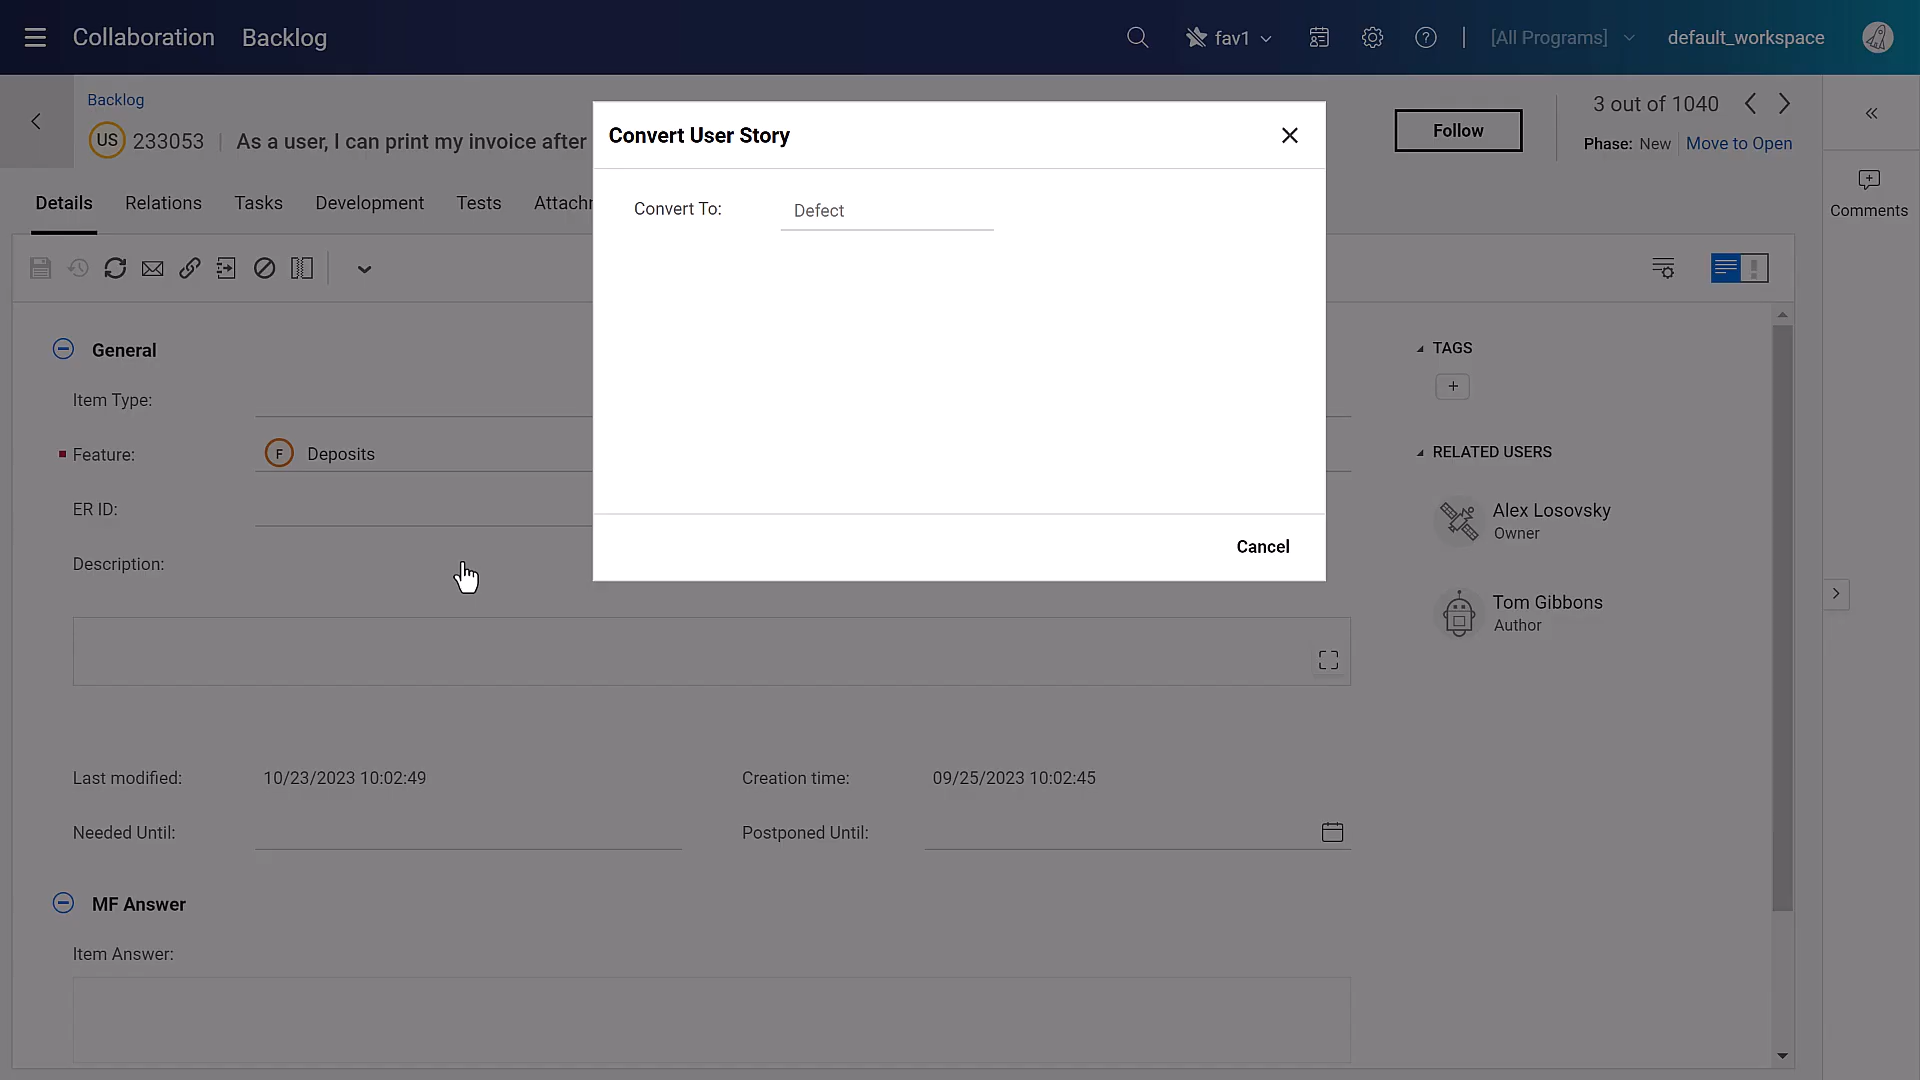 Collaboration Backlog
fav1
[All Programs]
default_workspace
Backlog
US 233053 As a user, I can print my invoice after
Follow
3 out of 1040
Phase: New Move to Open
Convert User Story
Convert To: Defect
Cancel
Details Relations Tasks Development Tests Attach
Comments
General
Item Type:
Feature: F Deposits
ER ID:
Description:
Last modified: 10/23/2023 10:02:49
Creation time: 09/25/2023 10:02:45
Needed Until:
Postponed Until:
MF Answer
Item Answer:
TAGS
+
RELATED USERS
Alex Losovsky
Owner
Tom Gibbons
Author